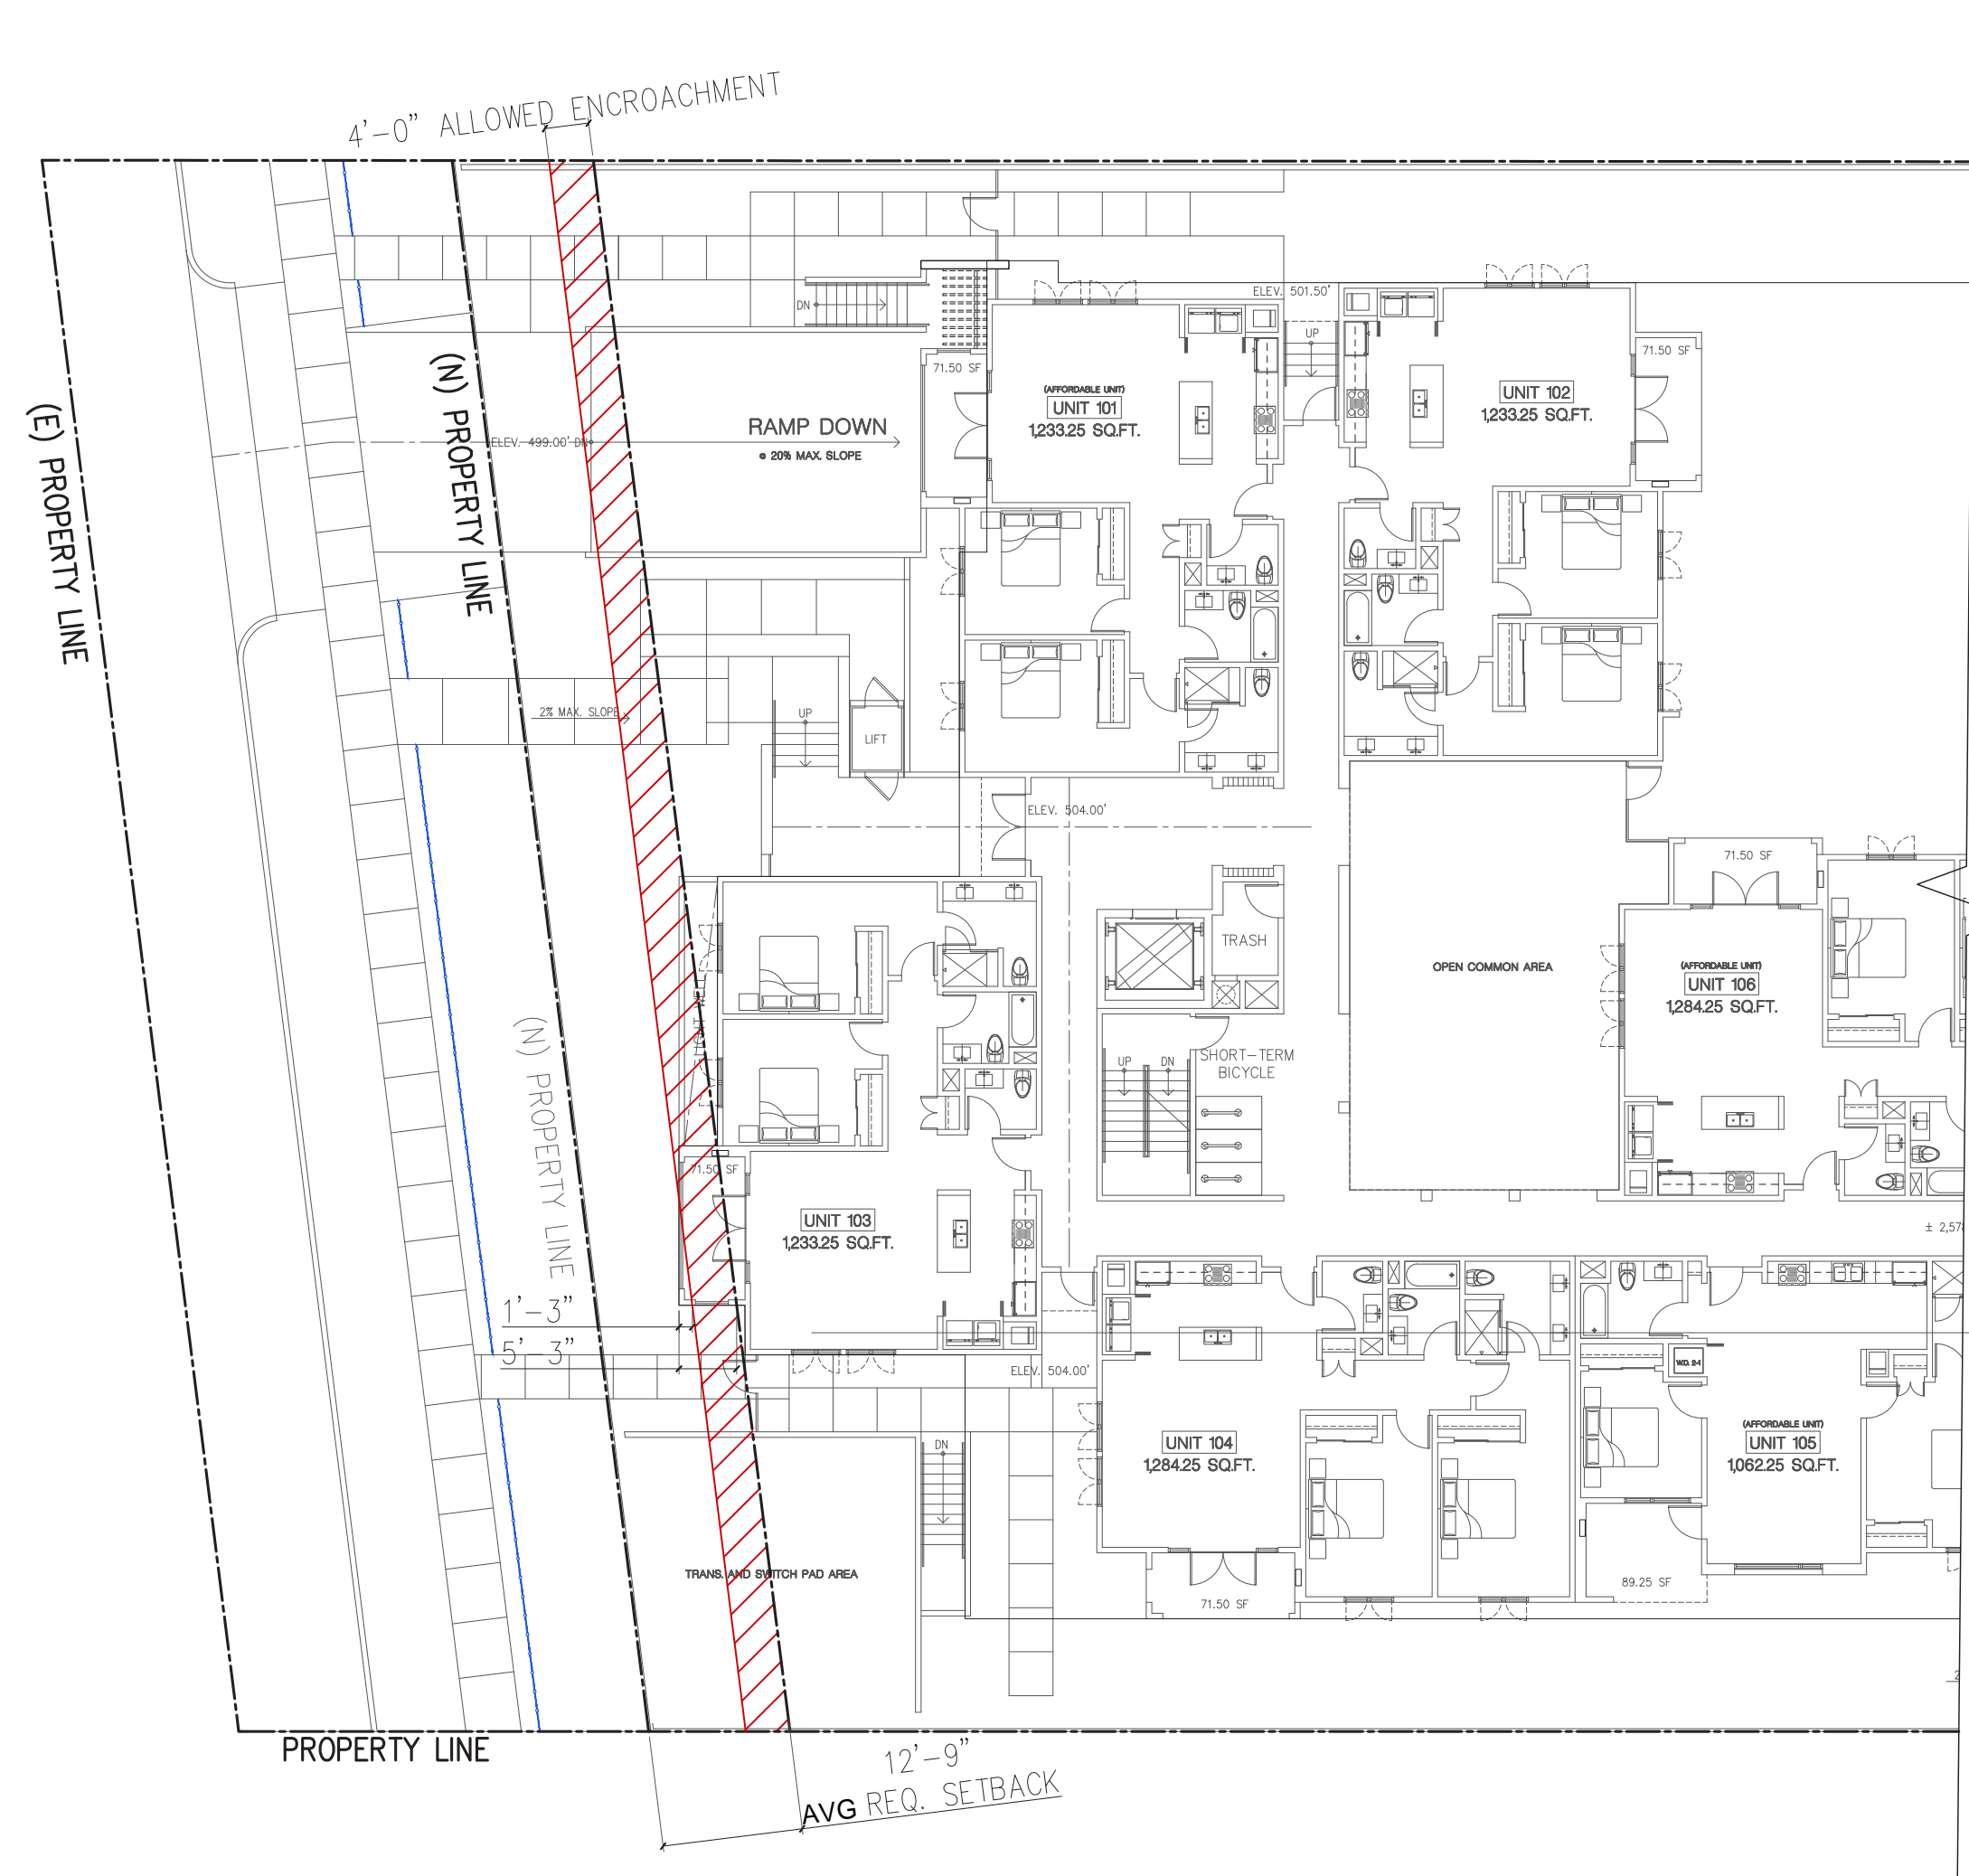 4'-0" ALLOWED ENCROACHMENT
(E) PROPERTY LINE
(N) PROPERTY LINE
DN
ELEV. 501.50'
UP
71.50 SF
(AFFORDABLE UNIT)
UNIT 101
1,233.25 SQ.FT.
UNIT 102
1,233.25 SQ.FT.
71.50 SF
RAMP DOWN
@ 20% MAX. SLOPE
ELEV. 499.00' DN
2% MAX. SLOPE
UP
LIFT
ELEV. 504.00'
71.50 SF
TRASH
OPEN COMMON AREA
(AFFORDABLE UNIT)
UNIT 106
1,284.25 SQ.FT.
(N) PROPERTY LINE
UP
DN
SHORT-TERM
BICYCLE
71.50 SF
UNIT 103
1,233.25 SQ.FT.
1'-3"
5'-3"
ELEV. 504.00'
W.D. 2-1
DN
UNIT 104
1,284.25 SQ.FT.
(AFFORDABLE UNIT)
UNIT 105
1,062.25 SQ.FT.
TRANS. AND SWITCH PAD AREA
71.50 SF
89.25 SF
PROPERTY LINE
12'-9"
AVG REQ. SETBACK